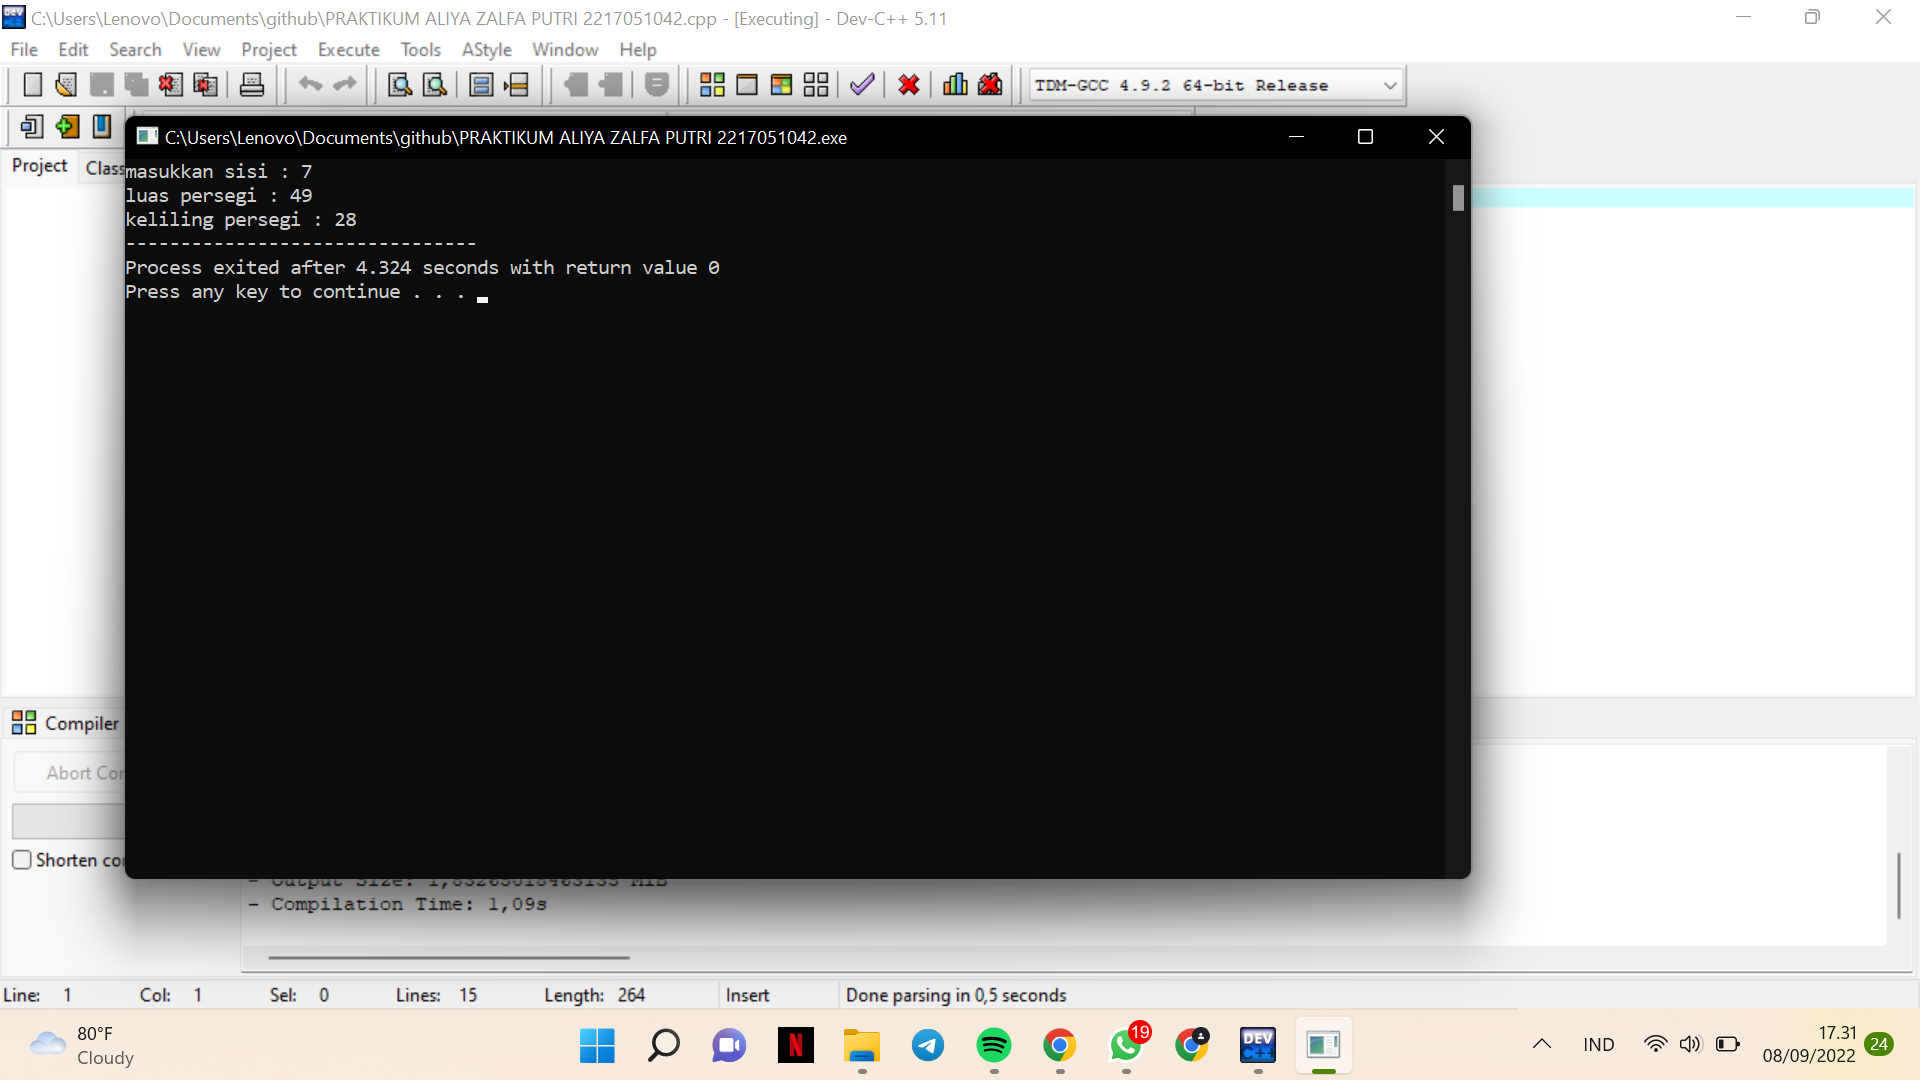 C:\Users\Lenovo\Documents\github\PRAKTIKUM ALIYA ZALFA PUTRI 2217051042.cpp - [Executing] - Dev-C++ 5.11
File Edit Search View Project Execute Tools AStyle Window Help
TDM-GCC 4.9.2 64-bit Release
C:\Users\Lenovo\Documents\github\PRAKTIKUM ALIYA ZALFA PUTRI 2217051042.exe
Project Class
masukkan sisi : 7
luas persegi : 49
keliling persegi : 28
--------------------------------
Process exited after 4.324 seconds with return value 0
Press any key to continue . . .
Compiler
Abort Co
Shorten co
- Output Size: 1,83265018463135 MiB
- Compilation Time: 1,09s
Line: 1 Col: 1 Sel: 0 Lines: 15 Length: 264 Insert Done parsing in 0,5 seconds
80°F
Cloudy
19
DEV
C++
IND
17.31
08/09/2022
24